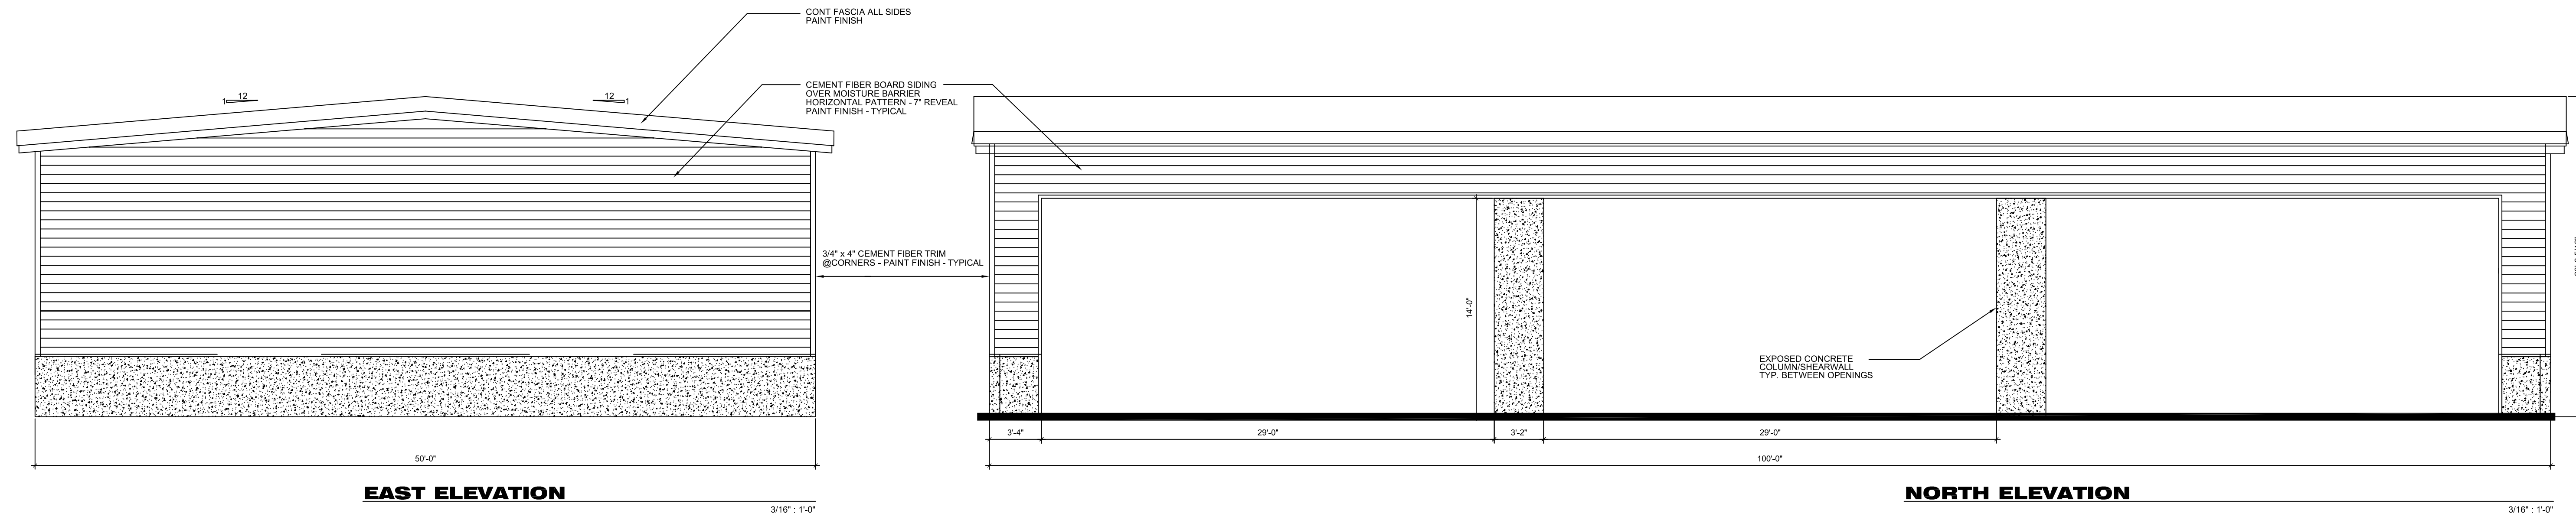 CONT FASCIA ALL SIDES
PAINT FINISH
12
1
12
1
CEMENT FIBER BOARD SIDING
OVER MOISTURE BARRIER
HORIZONTAL PATTERN - 7" REVEAL
PAINT FINISH - TYPICAL
3/4" x 4" CEMENT FIBER TRIM
@CORNERS - PAINT FINISH - TYPICAL
14'-0"
EXPOSED CONCRETE
COLUMN/SHEARWALL
TYP. BETWEEN OPENINGS
3'-4"
29'-0"
3'-2"
29'-0"
50'-0"
100'-0"
EAST ELEVATION
3/16" : 1'-0"
NORTH ELEVATION
3/16" : 1'-0"